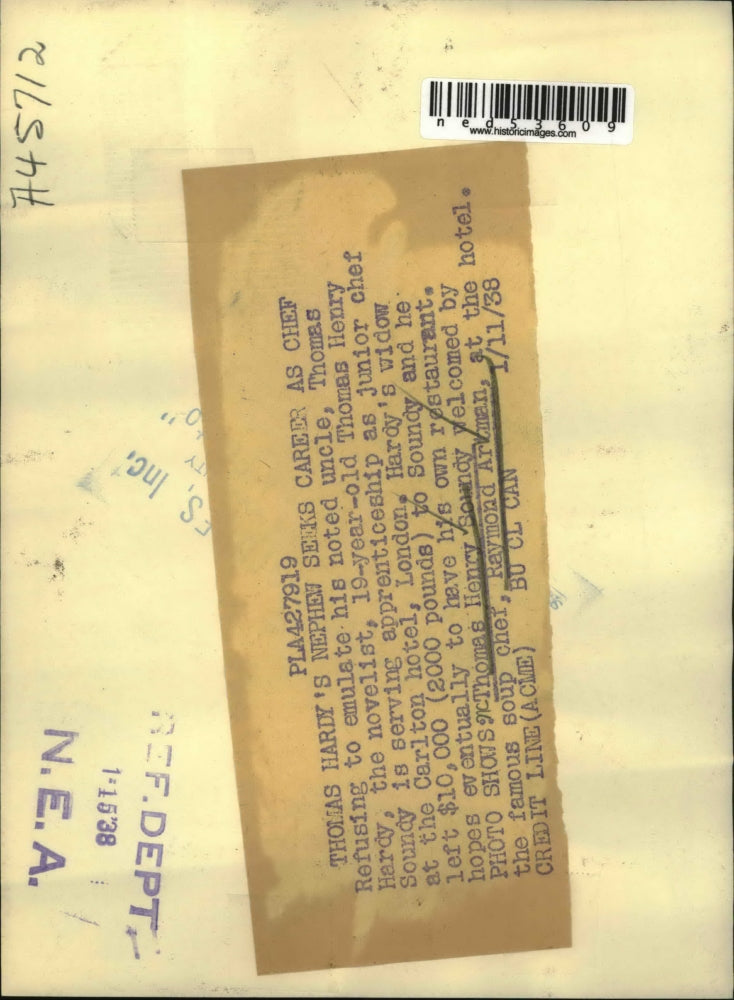 A45712
ned53609
www.historicimages.com
ES, Inc.
PLA427919
THOMAS HARDY'S NEPHEW SEEKS CAREER AS CHEF
Refusing to emulate his noted uncle, Thomas
Hardy, the novelist, 19-year-old Thomas Henry
Soundy is serving apprenticeship as junior chef
at the Carlton hotel, London. Hardy's widow
left $10,000 (2000 pounds) to Soundy and he
hopes eventually to have his own restaurant.
PHOTO SHOWS Thomas Henry Soundy welcomed by
the famous soup chef, Raymond Aroman, at the hotel.
CREDIT LINE (ACME) BU CL CAN 1/11/38
REF. DEPT.
1-15'38
N.E.A.